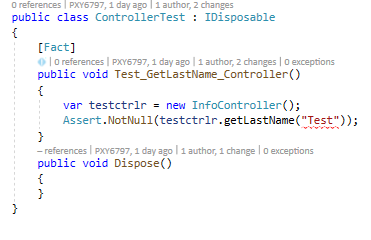 0 references | PXY6797, 1 day ago | 1 author, 2 changes
public class ControllerTest : IDisposable
{
[Fact]
| 0 references | PXY6797, 1 day ago | 1 author, 2 changes | 0 exceptions
public void Test_GetLastName_Controller()
{
var testctrlr = new InfoController();
Assert.NotNull(testctrlr.getLastName("Test"));
}
– references | PXY6797, 1 day ago | 1 author, 1 change | 0 exceptions
public void Dispose()
{
}
}